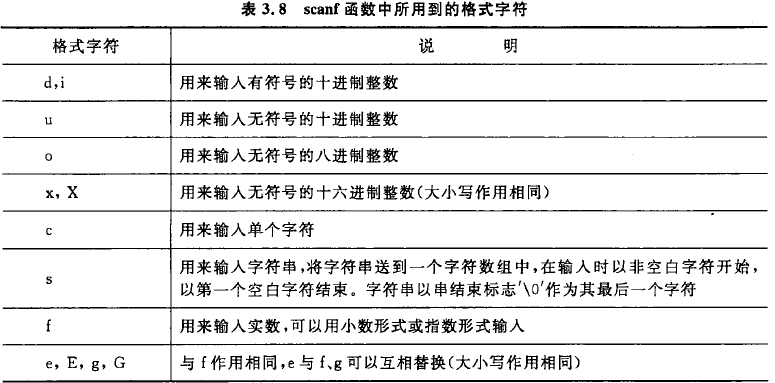 表 3.8 scanf 函数中所用到的格式字符
格式字符 说 明
d,i 用来输入有符号的十进制整数
u 用来输入无符号的十进制整数
o 用来输入无符号的八进制整数
x, X 用来输入无符号的十六进制整数(大小写作用相同)
c 用来输入单个字符
s 用来输入字符串,将字符串送到一个字符数组中,在输入时以非空白字符开始,
以第一个空白字符结束。字符串以串结束标志'\0'作为其最后一个字符
f 用来输入实数,可以用小数形式或指数形式输入
e, E, g, G 与 f 作用相同,e 与 f、g 可以互相替换(大小写作用相同)